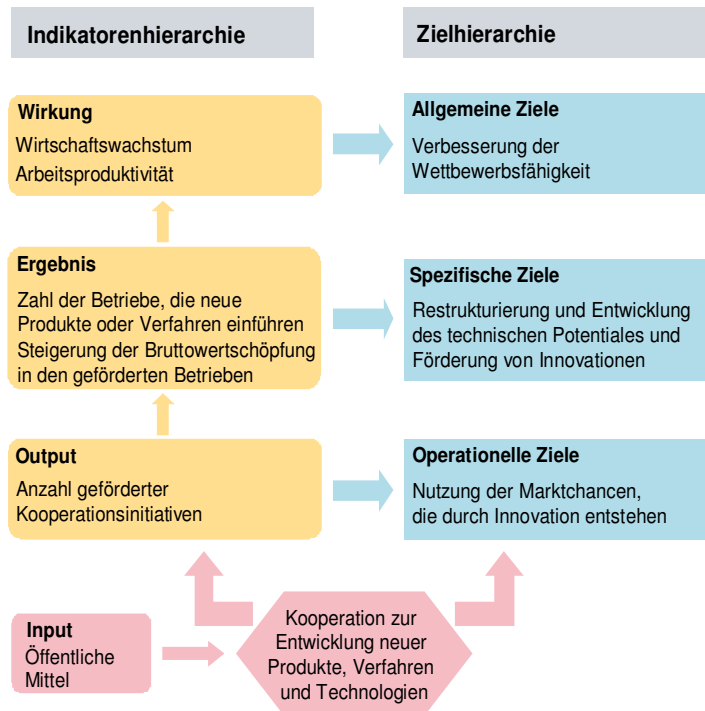 Indikatorenhierarchie
Zielhierarchie
Wirkung
Wirtschaftswachstum
Arbeitsproduktivität
Allgemeine Ziele
Verbesserung der
Wettbewerbsfähigkeit
Ergebnis
Zahl der Betriebe, die neue
Produkte oder Verfahren einführen
Steigerung der Bruttowertschöpfung
in den geförderten Betrieben
Spezifische Ziele
Restrukturierung und Entwicklung
des technischen Potentiales und
Förderung von Innovationen
Output
Anzahl geförderter
Kooperationsinitiativen
Operationelle Ziele
Nutzung der Marktchancen,
die durch Innovation entstehen
Input
Öffentliche
Mittel
Kooperation zur
Entwicklung neuer
Produkte, Verfahren
und Technologien